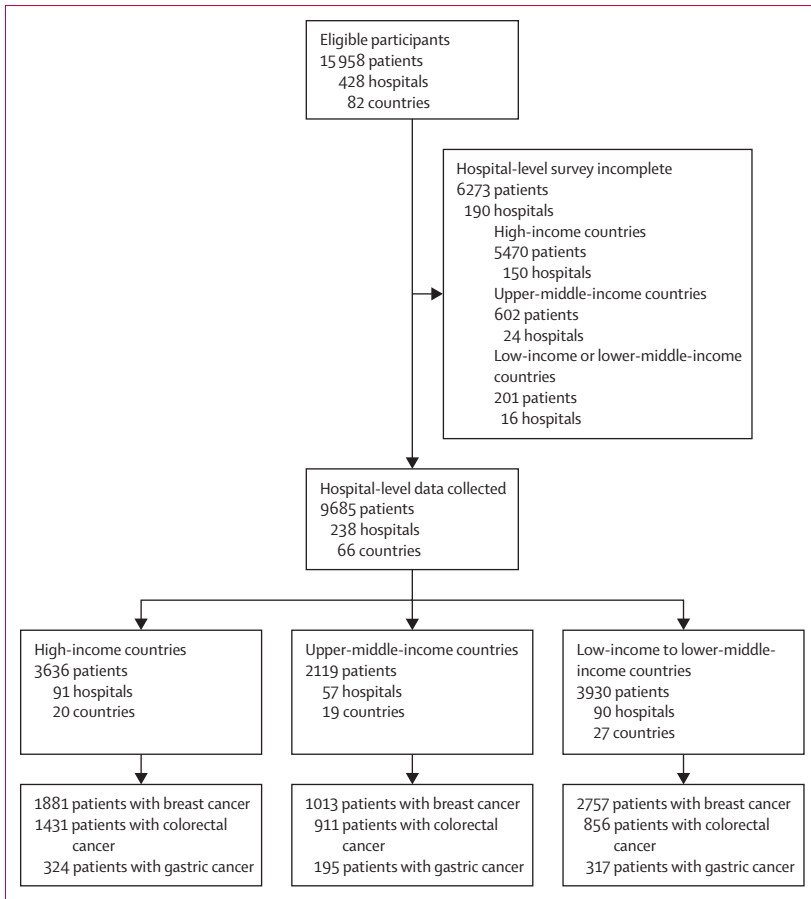 Eligible participants
15 958 patients
428 hospitals
82 countries
Hospital-level survey incomplete
6273 patients
190 hospitals
High-income countries
5470 patients
150 hospitals
Upper-middle-income countries
602 patients
24 hospitals
Low-income or lower-middle-income
countries
201 patients
16 hospitals
Hospital-level data collected
9685 patients
238 hospitals
66 countries
High-income countries
3636 patients
91 hospitals
20 countries
Upper-middle-income countries
2119 patients
57 hospitals
19 countries
Low-income to lower-middle-
income countries
3930 patients
90 hospitals
27 countries
1881 patients with breast cancer
1431 patients with colorectal
cancer
324 patients with gastric cancer
1013 patients with breast cancer
911 patients with colorectal
cancer
195 patients with gastric cancer
2757 patients with breast cancer
856 patients with colorectal
cancer
317 patients with gastric cancer